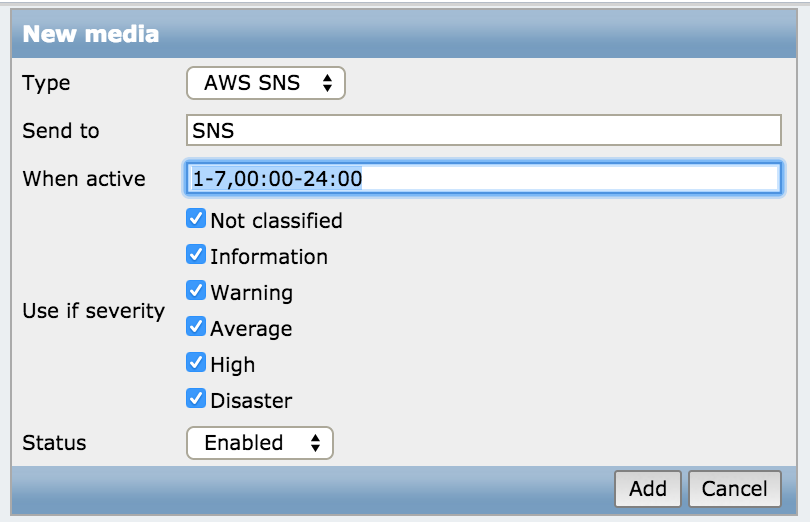 New media
Type AWS SNS
Send to SNS
When active 1-7,00:00-24:00
Not classified
Information
Warning
Use if severity
Average
High
Disaster
Status Enabled
Add Cancel